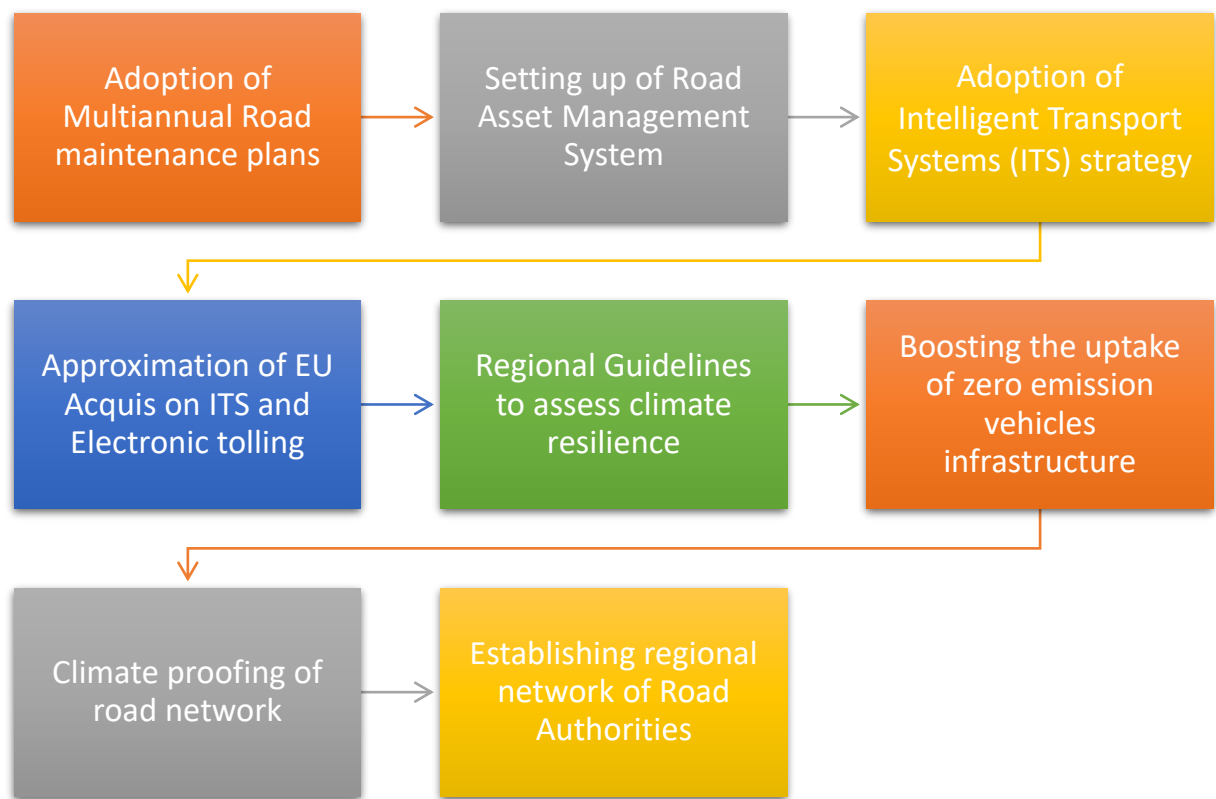 Adoption of
Multiannual Road
maintenance plans
Setting up of Road
Asset Management
System
Adoption of
Intelligent Transport
Systems (ITS) strategy
Approximation of EU
Acquis on ITS and
Electronic tolling
Regional Guidelines
to assess climate
resilience
Boosting the uptake
of zero emission
vehicles
infrastructure
Climate proofing of
road network
Establishing regional
network of Road
Authorities